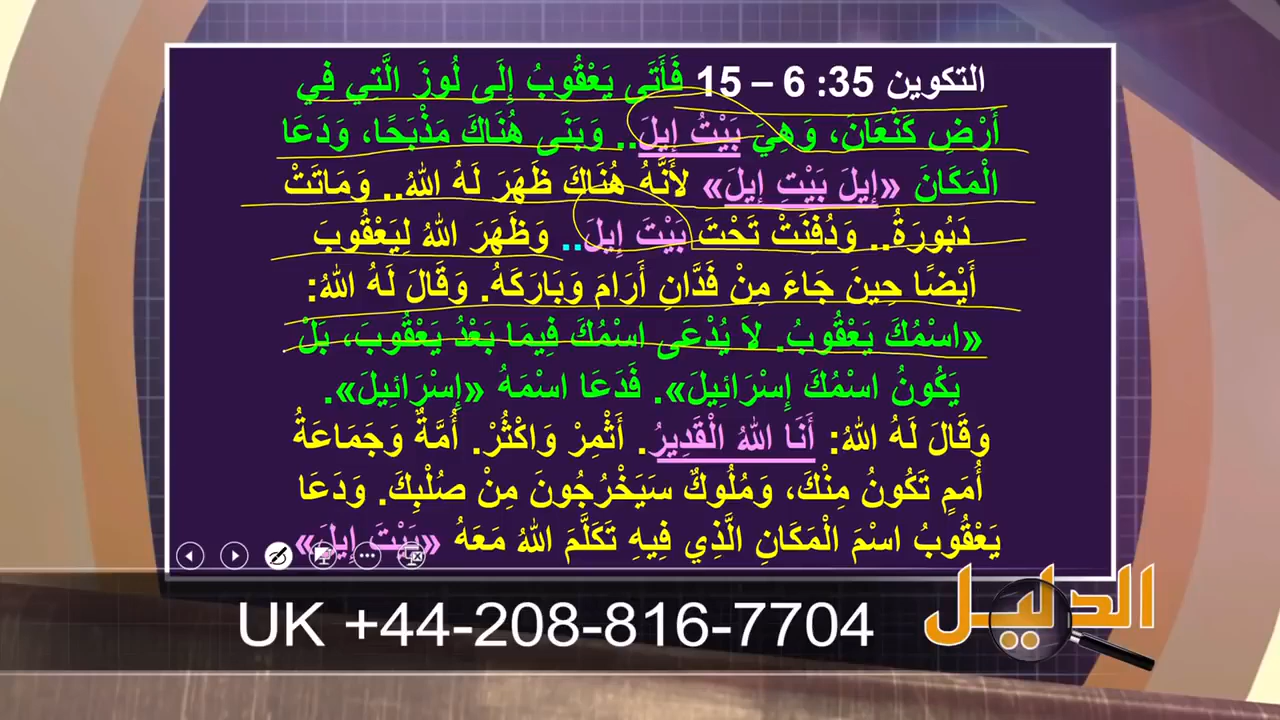 التكوين 35: 6 – 15 فَأَتَى يَعْقُوبُ إِلَى لُوزَ الَّتِي فِي
أَرْضِ كَنْعَانَ، وَهِيَ بَيْتُ إِيلَ.. وَبَنَى هُنَاكَ مَذْبَحًا، وَدَعَا
الْمَكَانَ «إِيلَ بَيْتِ إِيلَ» لأَنَّهُ هُنَاكَ ظَهَرَ لَهُ اللهُ.. وَمَاتَتْ
دَبُورَةُ.. وَدُفِنَتْ تَحْتَ بَيْتَ إِيلَ.. وَظَهَرَ اللهُ لِيَعْقُوبَ
أَيْضًا حِينَ جَاءَ مِنْ فَدَّانِ أَرَامَ وَبَارَكَهُ. وَقَالَ لَهُ اللهُ:
«اسْمُكَ يَعْقُوبُ. لاَ يُدْعَى اسْمُكَ فِيمَا بَعْدُ يَعْقُوبَ، بَلْ
يَكُونُ اسْمُكَ إِسْرَائِيلَ». فَدَعَا اسْمَهُ «إِسْرَائِيلَ».
وَقَالَ لَهُ اللهُ: أَنَا اللهُ الْقَدِيرُ. أَثْمِرْ وَاكْثُرْ. أُمَّةٌ وَجَمَاعَةُ
أُمَمٍ تَكُونُ مِنْكَ، وَمُلُوكٌ سَيَخْرُجُونَ مِنْ صُلْبِكَ. وَدَعَا
يَعْقُوبُ اسْمَ الْمَكَانِ الَّذِي فِيهِ تَكَلَّمَ اللهُ مَعَهُ «بَيْتَ إِيلَ»
UK +44-208-816-7704
الدليل